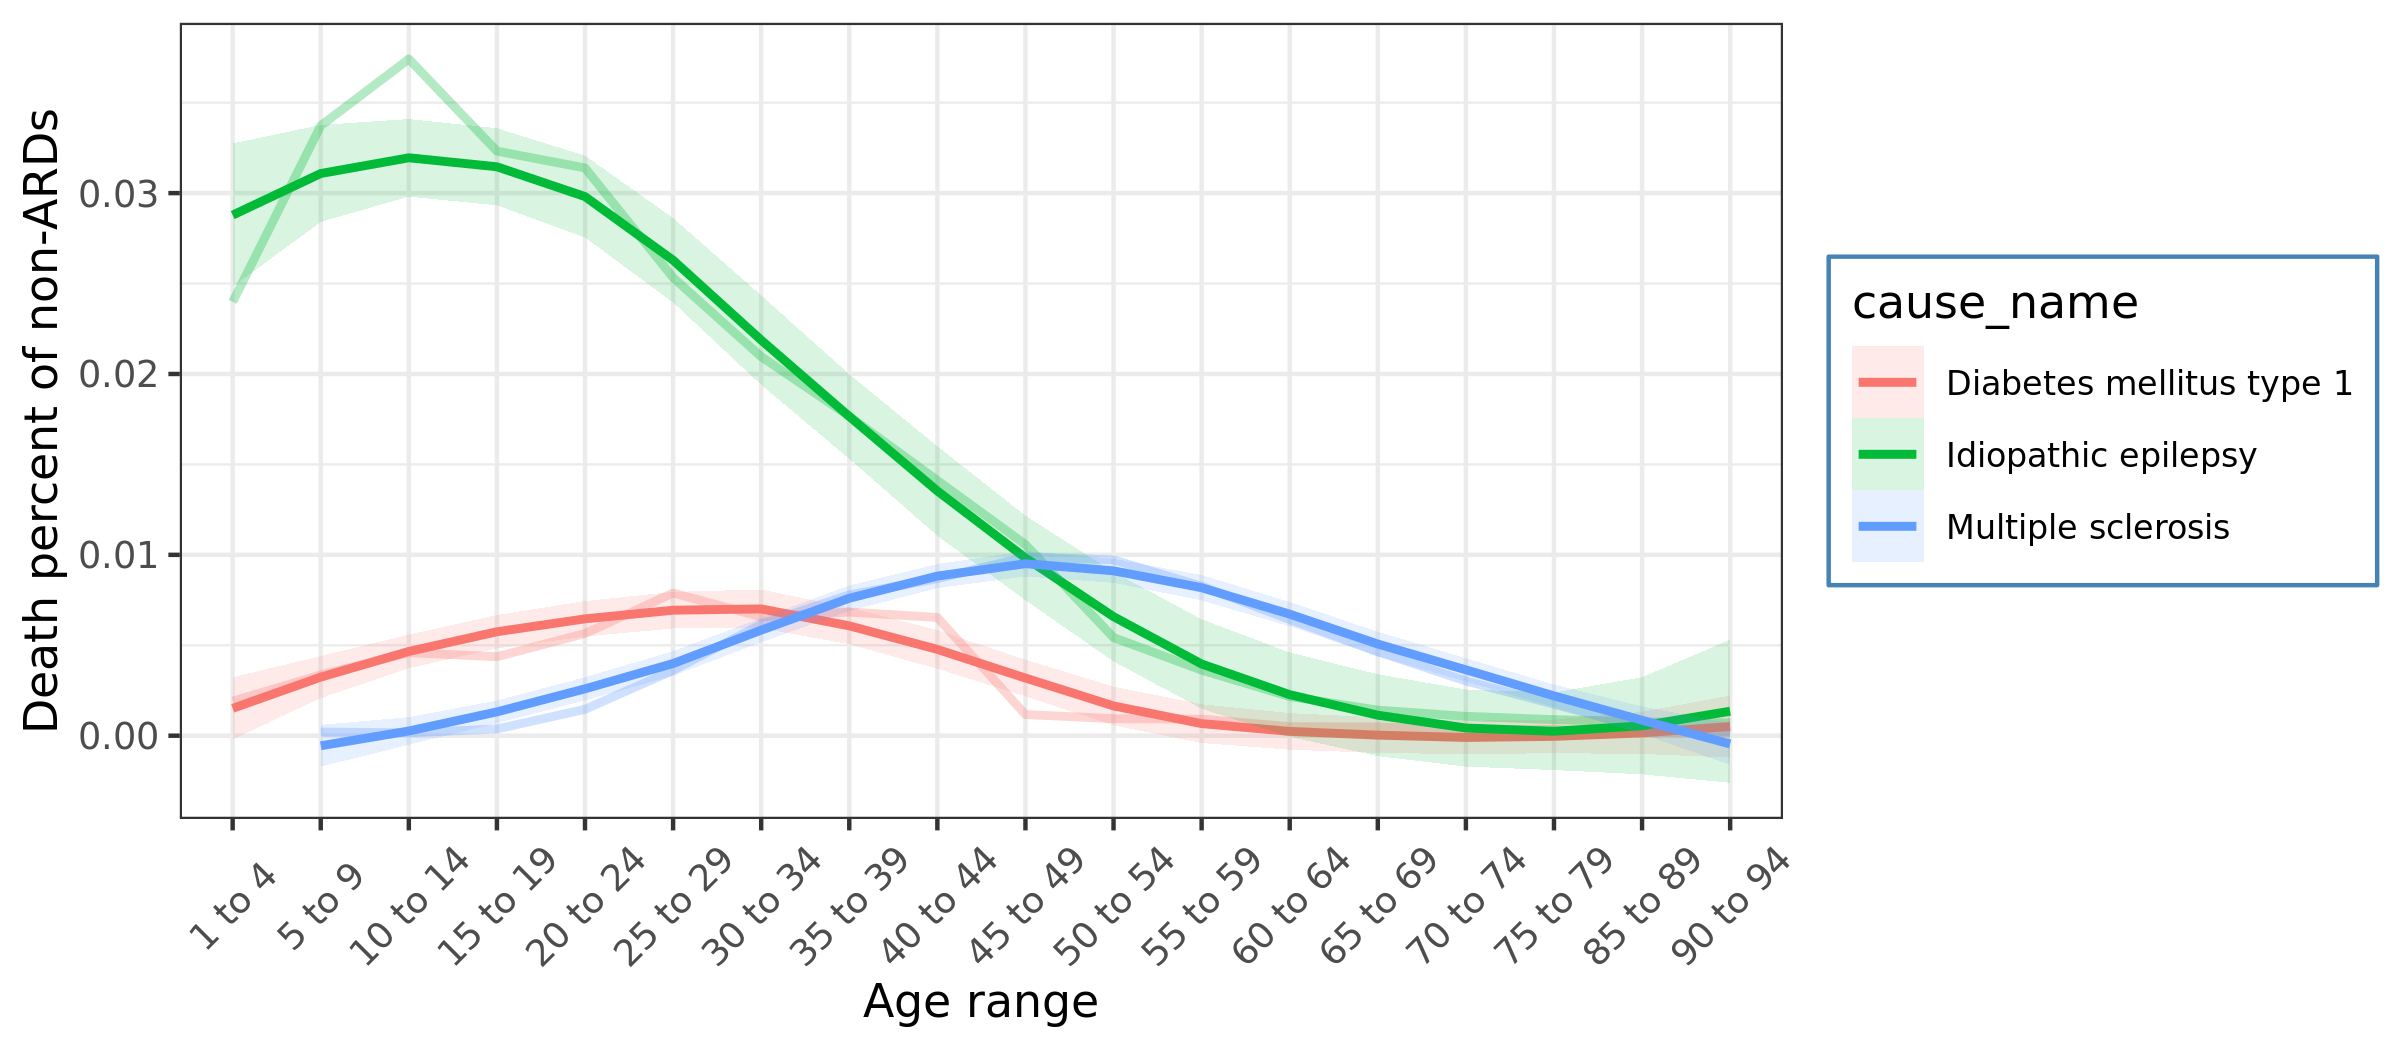 Death percent of non-ARDs
0.03
0.02
0.01
0.00
1 to 4
5 to 9
10 to 14
15 to 19
20 to 24
25 to 29
30 to 34
35 to 39
40 to 44
45 to 49
50 to 54
55 to 59
60 to 64
65 to 69
70 to 74
75 to 79
85 to 89
90 to 94
Age range
cause_name
Diabetes mellitus type 1
Idiopathic epilepsy
Multiple sclerosis